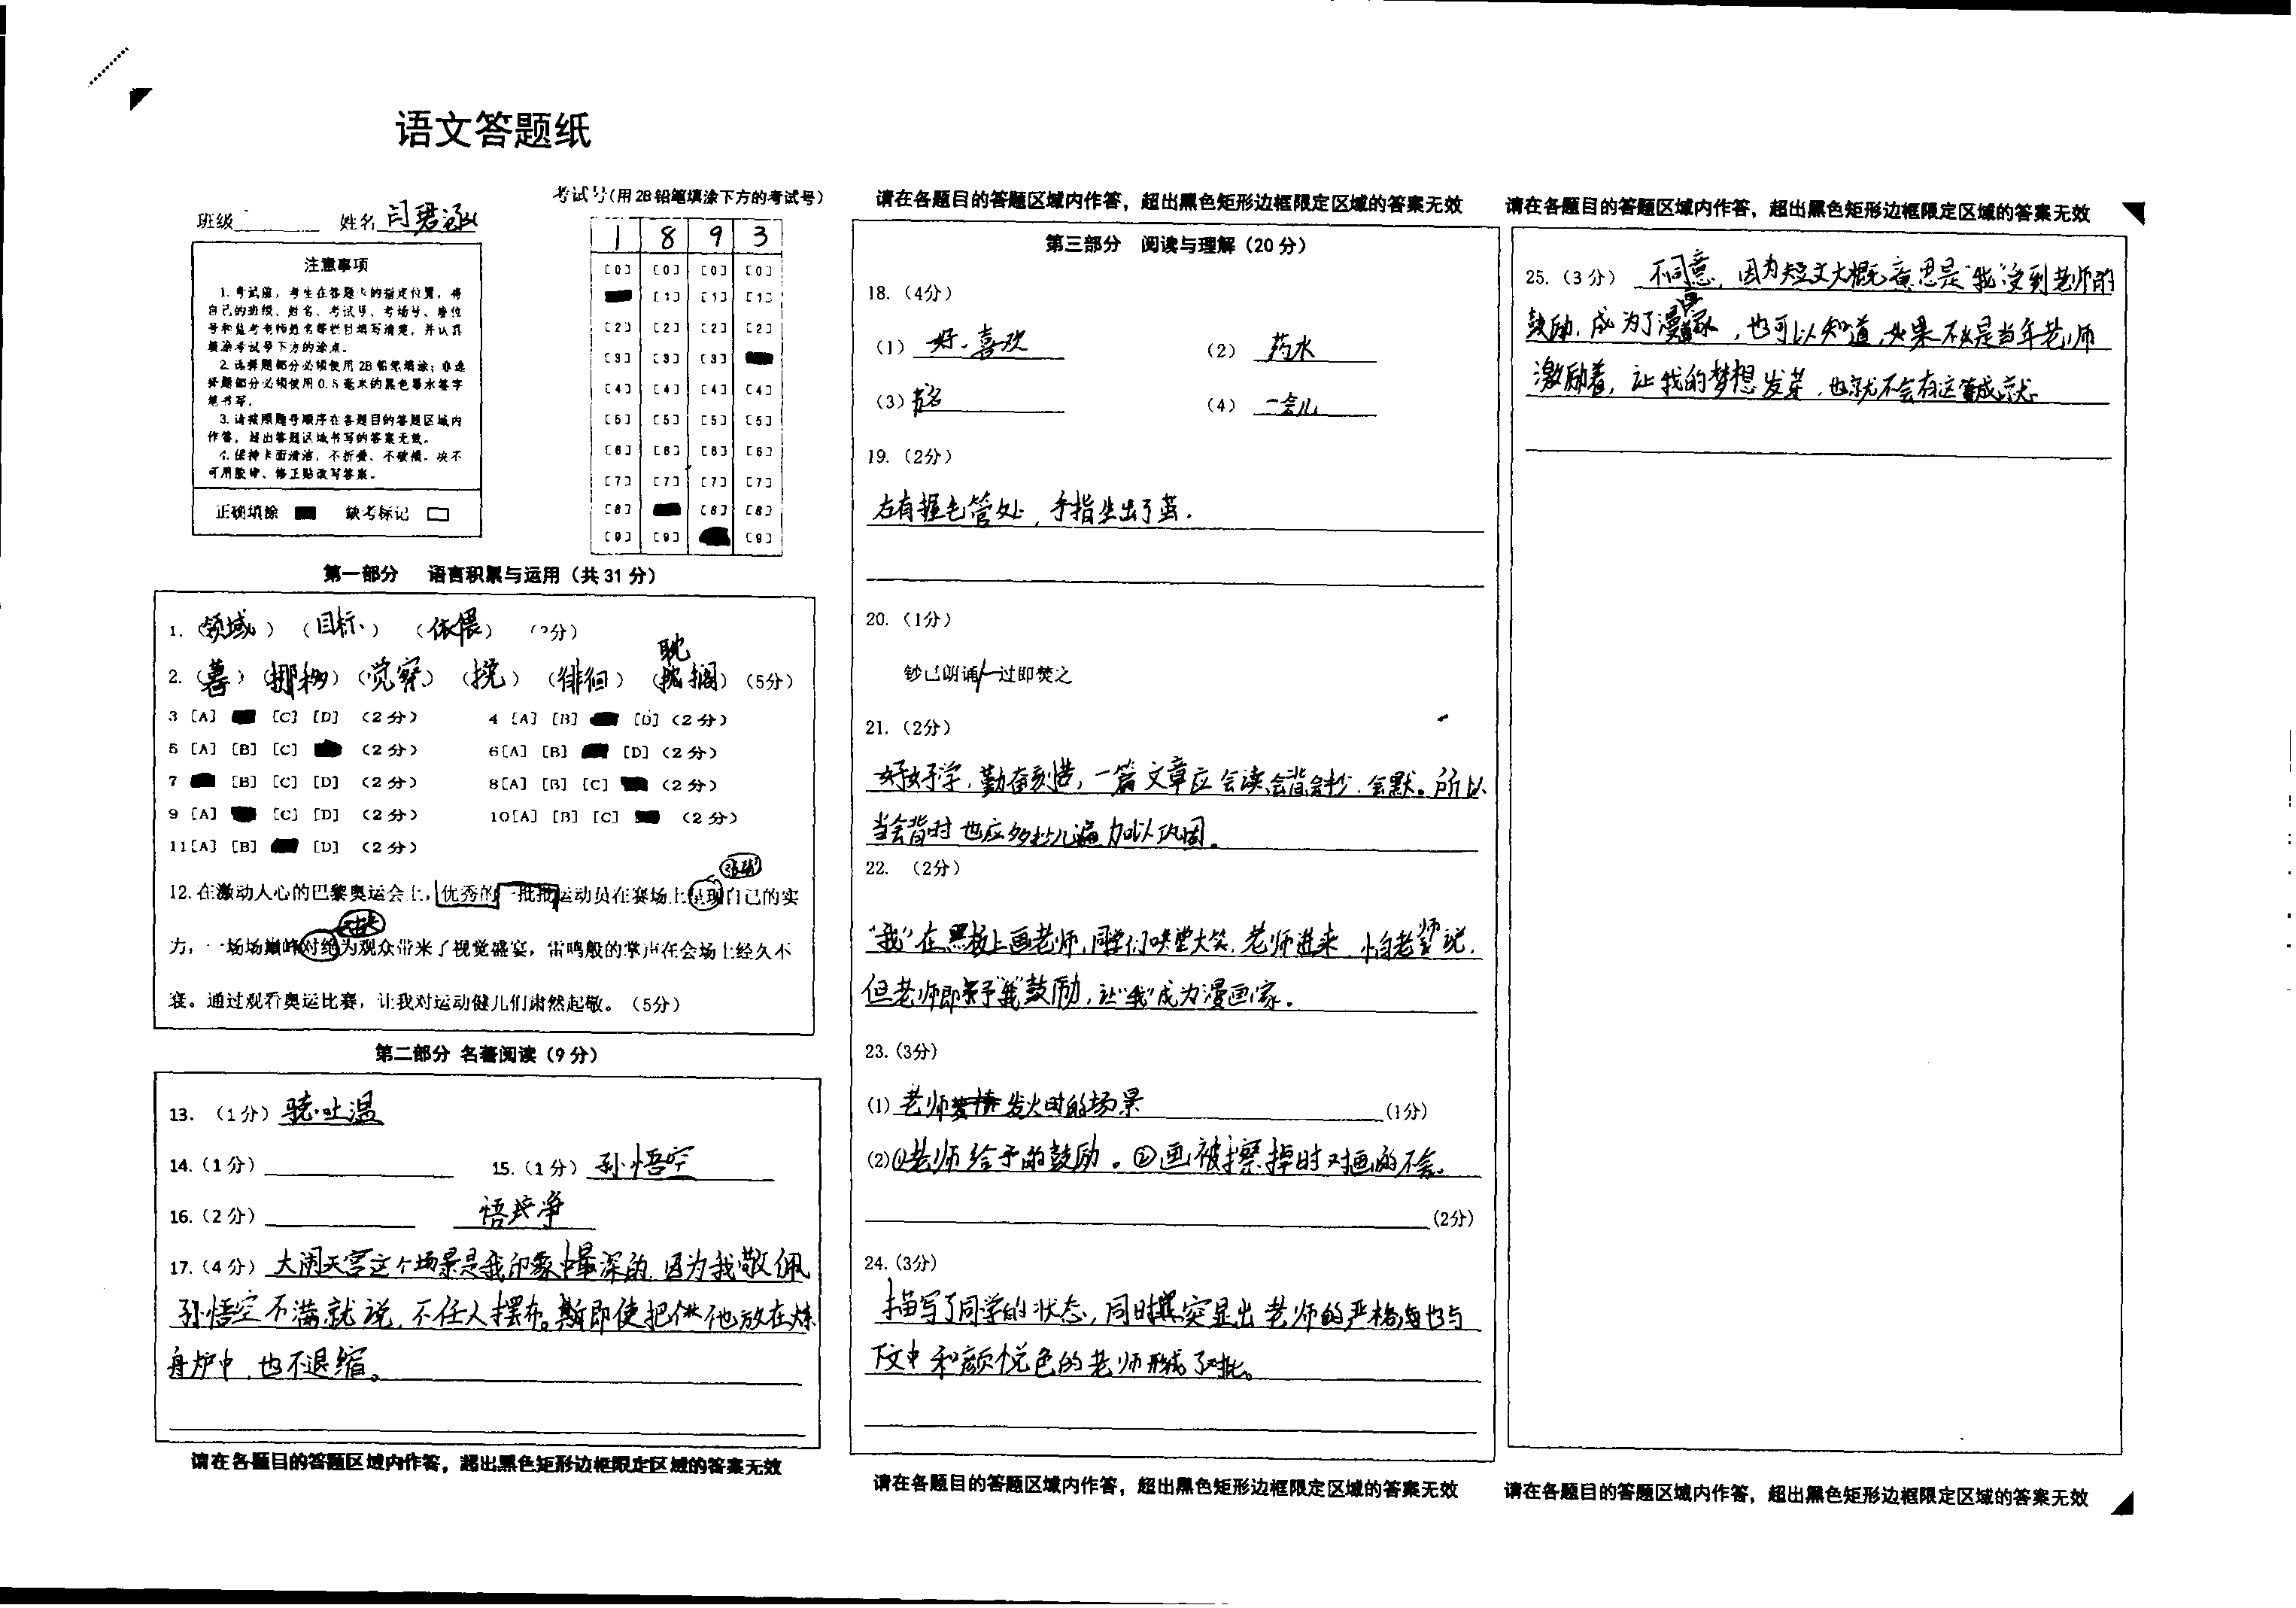 语文答题纸
班级 姓名 闫君涵
考试号(用2B铅笔填涂下方的考试号)
1 8 9 3
[0] [0] [0] [0]
[1] [1] [1]
[2] [2] [2] [2]
[3] [3] [3]
[4] [4] [4] [4]
[5] [5] [5] [5]
[6] [6] [6] [6]
[7] [7] [7] [7]
[8] [8] [8]
[9] [9] [9]
注意事项
1.考试前,考生在答题卡的指定位置,将
自己的班级、姓名、考试号、考场号、座位
号和监考老师姓名等栏目填写清楚,并认真
填涂考试号下方的涂点。
2.选择题部分必须使用2B铅笔填涂;非选
择题部分必须使用0.5毫米的黑色墨水签字
笔书写。
3.请按照题号顺序在各题目的答题区域内
作答,超出答题区域书写的答案无效。
4.保持卡面清洁,不折叠、不破损。决不
可用胶带、修正贴改写答案。
正确填涂 缺考标记
第一部分 语言积累与运用(共31分)
1.(领域)(目标)(依偎)
2.(暮)(挪移)(觉察)(挠)(徘徊)(耽搁)(5分)
3 [A] [C] [D] (2分) 4 [A] [B] [D] (2分)
5 [A] [B] [C] (2分) 6[A] [B] [D] (2分)
7 [B] [C] [D] (2分) 8[A] [B] [C] (2分)
9 [A] [C] [D] (2分) 10[A] [B] [C] (2分)
11[A] [B] [D] (2分)
12.在激动人心的巴黎奥运会上,优秀的一批批运动员在赛场上呈现自己的实
力,一场场巅峰对绝为观众带来了视觉盛宴,雷鸣般的掌声在会场上经久不
衰。通过观看奥运比赛,让我对运动健儿们肃然起敬。(5分)
第二部分 名著阅读(9分)
13.(1分)
14.(1分) 15.(1分)孙悟空
16.(2分)
17.(4分)大闹天宫这个场景是我印象中最深的,因为我敬佩
孙悟空不满就说,不任人摆布。即使把他放在炼
丹炉中,也不退缩。
请在各题目的答题区域内作答,超出黑色矩形边框限定区域的答案无效
请在各题目的答题区域内作答,超出黑色矩形边框限定区域的答案无效
第三部分 阅读与理解(20分)
18.(4分)
(1)好.喜欢 (2)药水
(3) (4)一会儿
19.(2分)
左右握毛管处,手指生出了茧.
20.(1分)
钞已朗诵/一过即焚之
21.(2分)
好好学,勤奋刻苦,一篇文章应会读,会背,会抄.会默。所以
当会背时也应多抄几遍加以巩固。
22.(2分)
“我”在黑板上画老师,同学们哄堂大笑.老师进来,怕老师说.
但老师却给予“我”鼓励,让“我”成为漫画家.
23.(3分)
(1)老师发火时的场景 (1分)
(2)①老师给予的鼓励。②画被擦掉时对画的不舍.
(2分)
24.(3分)
描写了同学的状态,同时突显出老师的严格,也与
下文中和颜悦色的老师形成了对比。
请在各题目的答题区域内作答,超出黑色矩形边框限定区域的答案无效
请在各题目的答题区域内作答,超出黑色矩形边框限定区域的答案无效
25.(3分)不同意,因为短文大概意思是“我”受到老师的
鼓励,成为了漫画家,也可以知道,如果不是当年老师
激励着,让我的梦想发芽,也就不会有这等成就
请在各题目的答题区域内作答,超出黑色矩形边框限定区域的答案无效